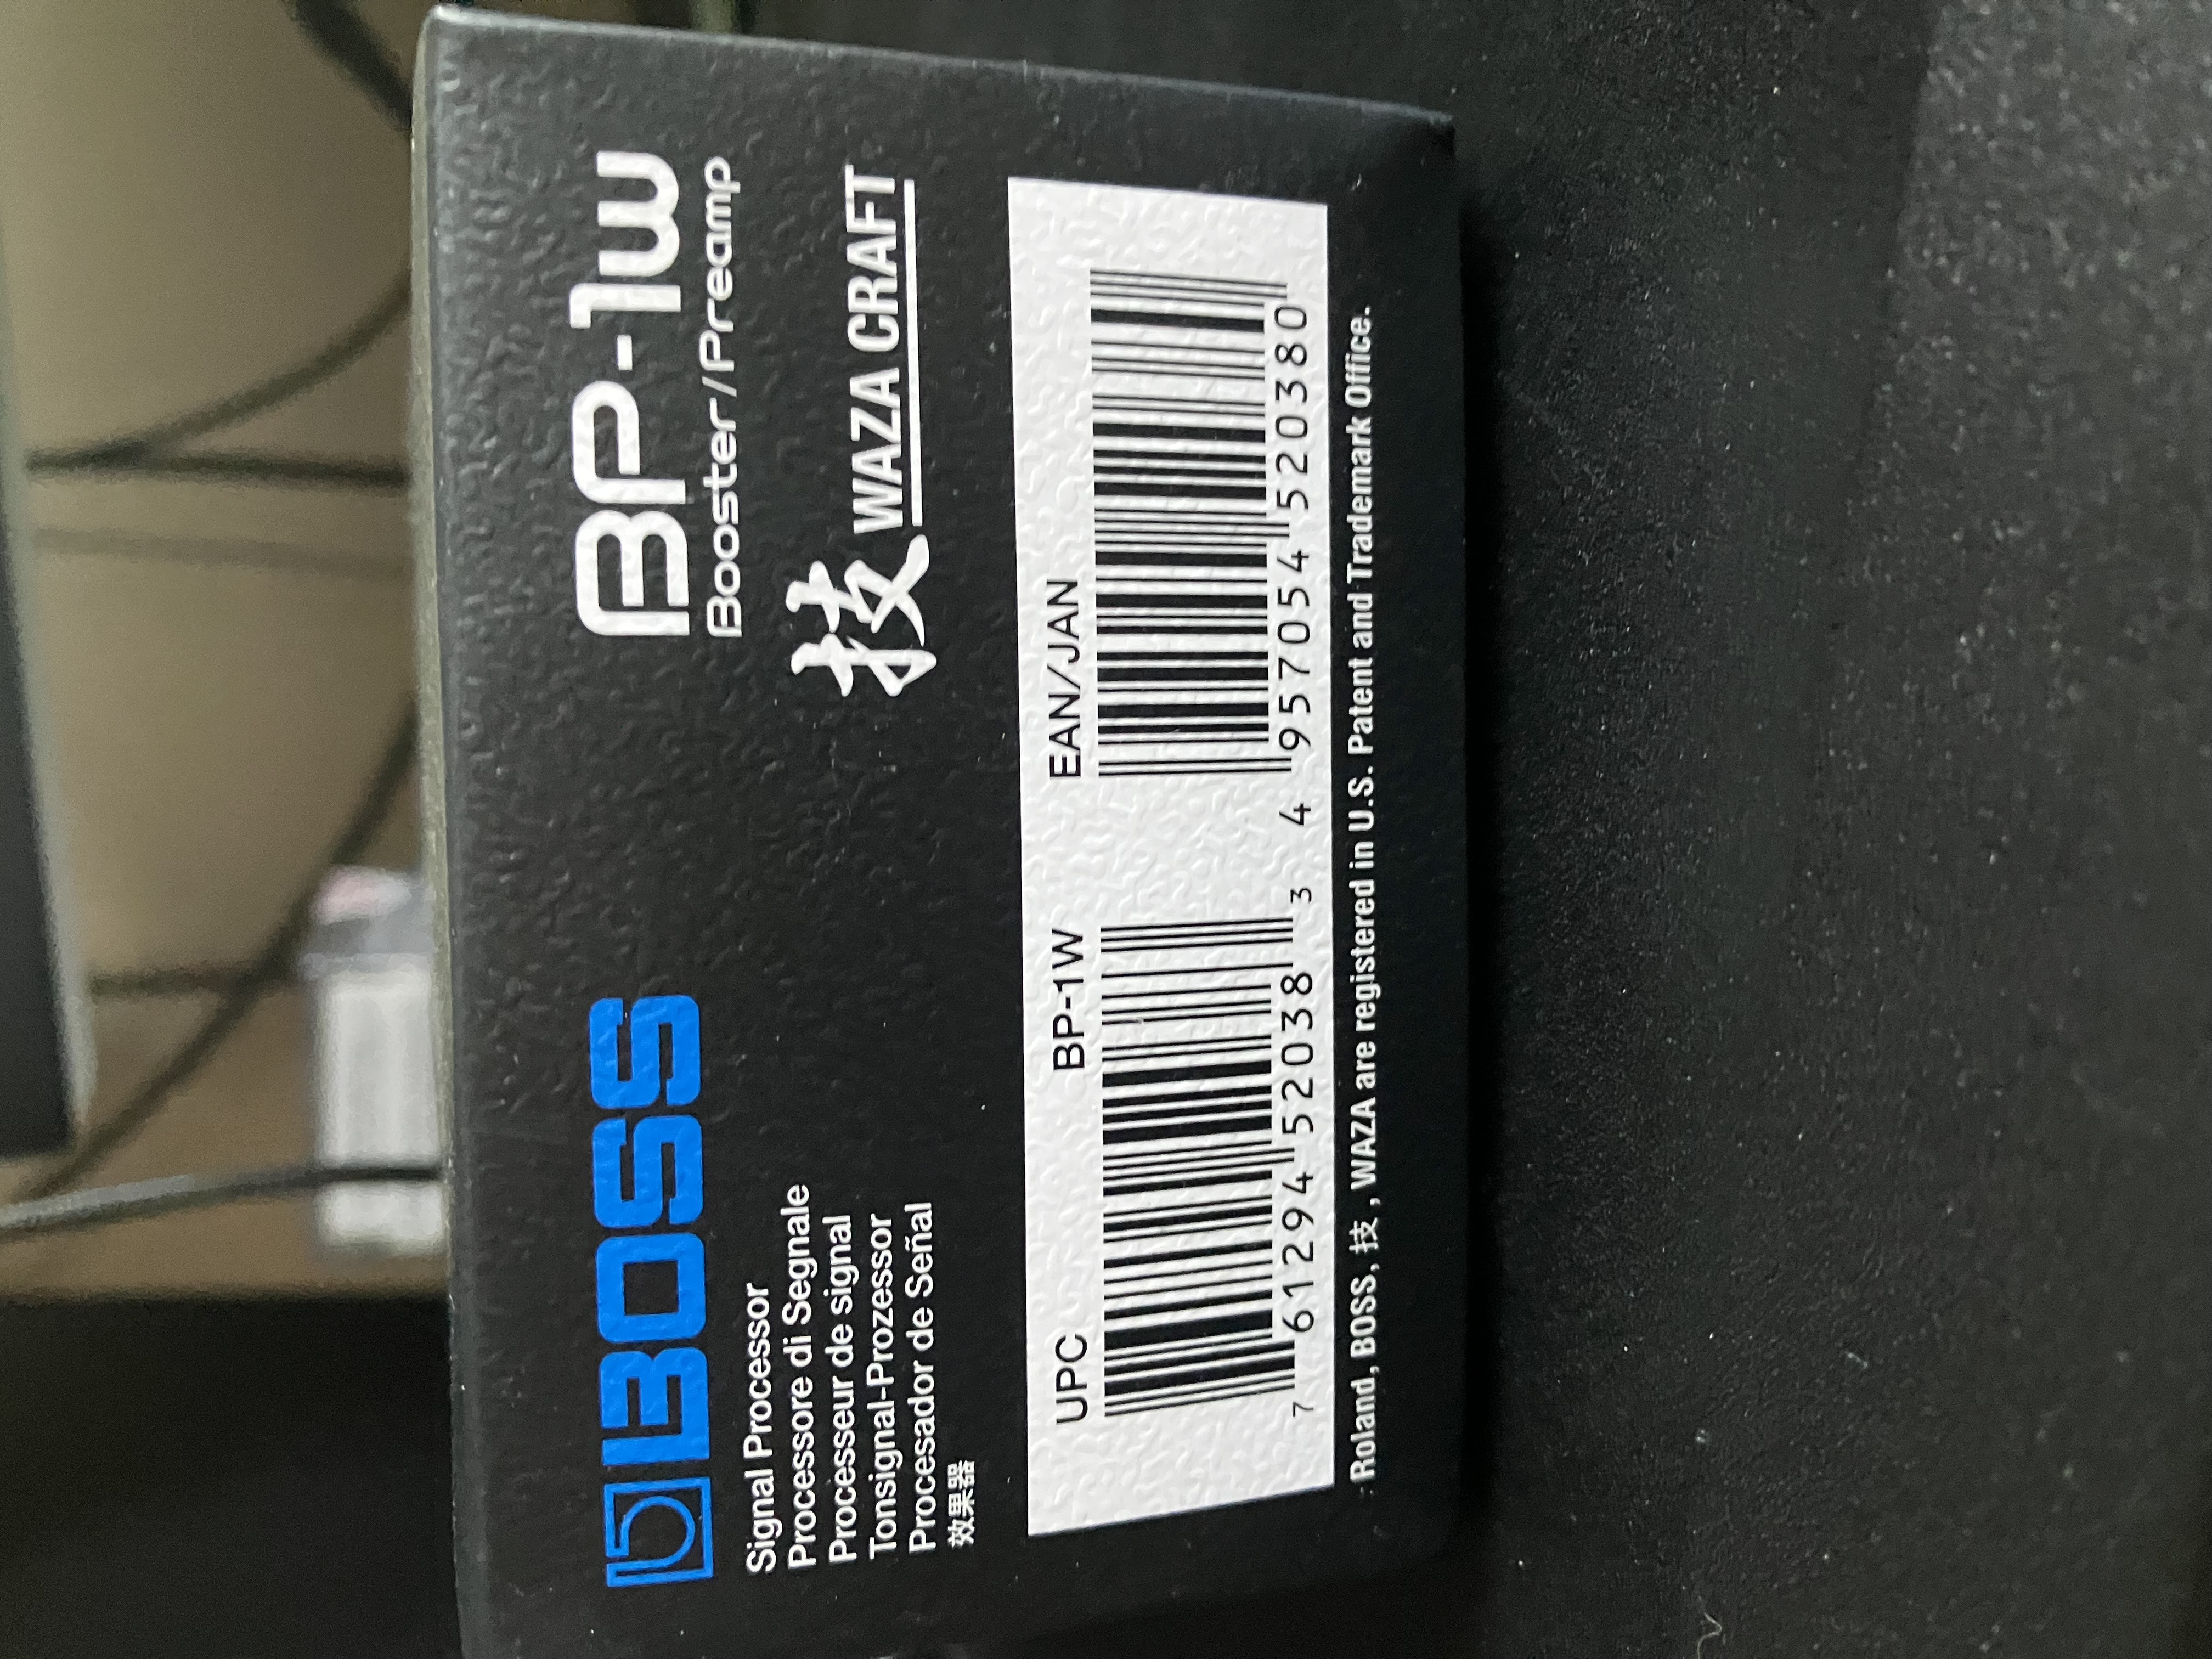 BOSS
Signal Processor
Processore di Segnale
Processeur de signal
Tonsignal-Prozessor
Procesador de Señal
效果器
BP-1w
Booster/Preamp
技 WAZA CRAFT
UPC BP-1W
7 61294 52038 3
EAN/JAN
4 957054 520380
Roland, BOSS, 技, WAZA are registered in U.S. Patent and Trademark Office.